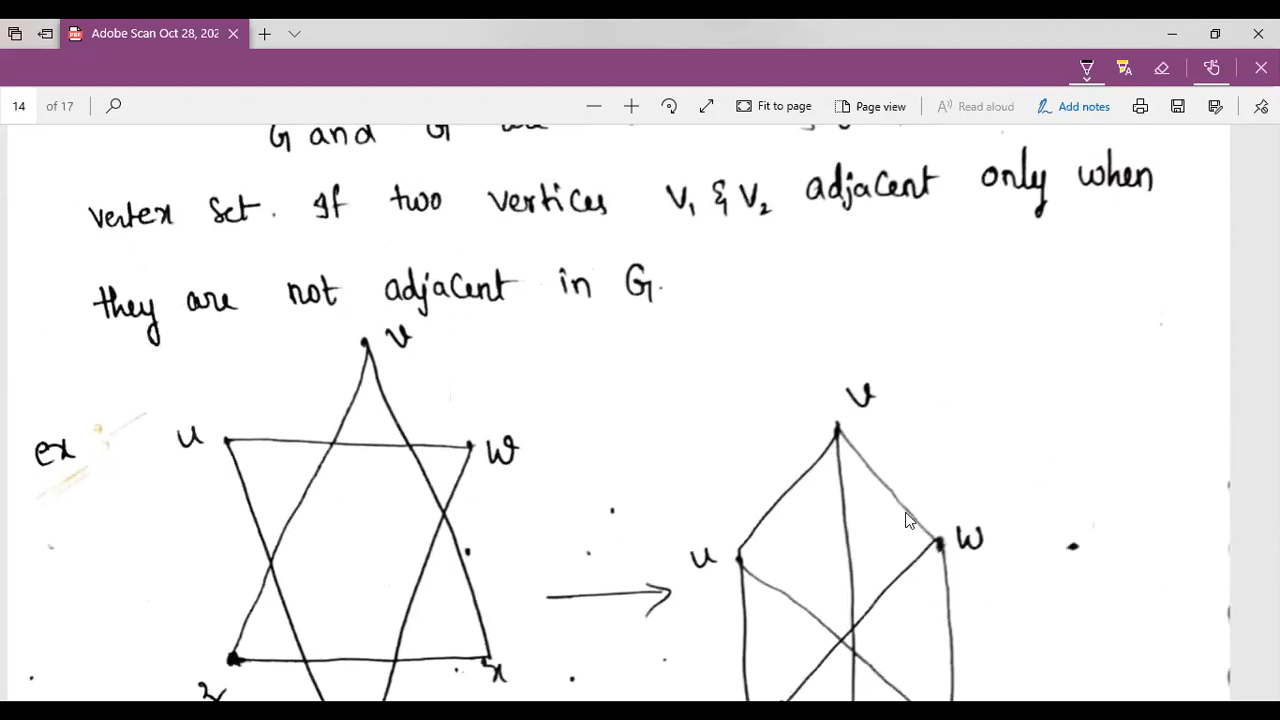 Adobe Scan Oct 28, 202
14 of 17
Fit to page
Page view
Read aloud
Add notes
G and G
vertex set. If two vertices V₁ & V₂ adjacent only when
they are not adjacent in G.
v
v
ex :
u
w
u
w
z
x